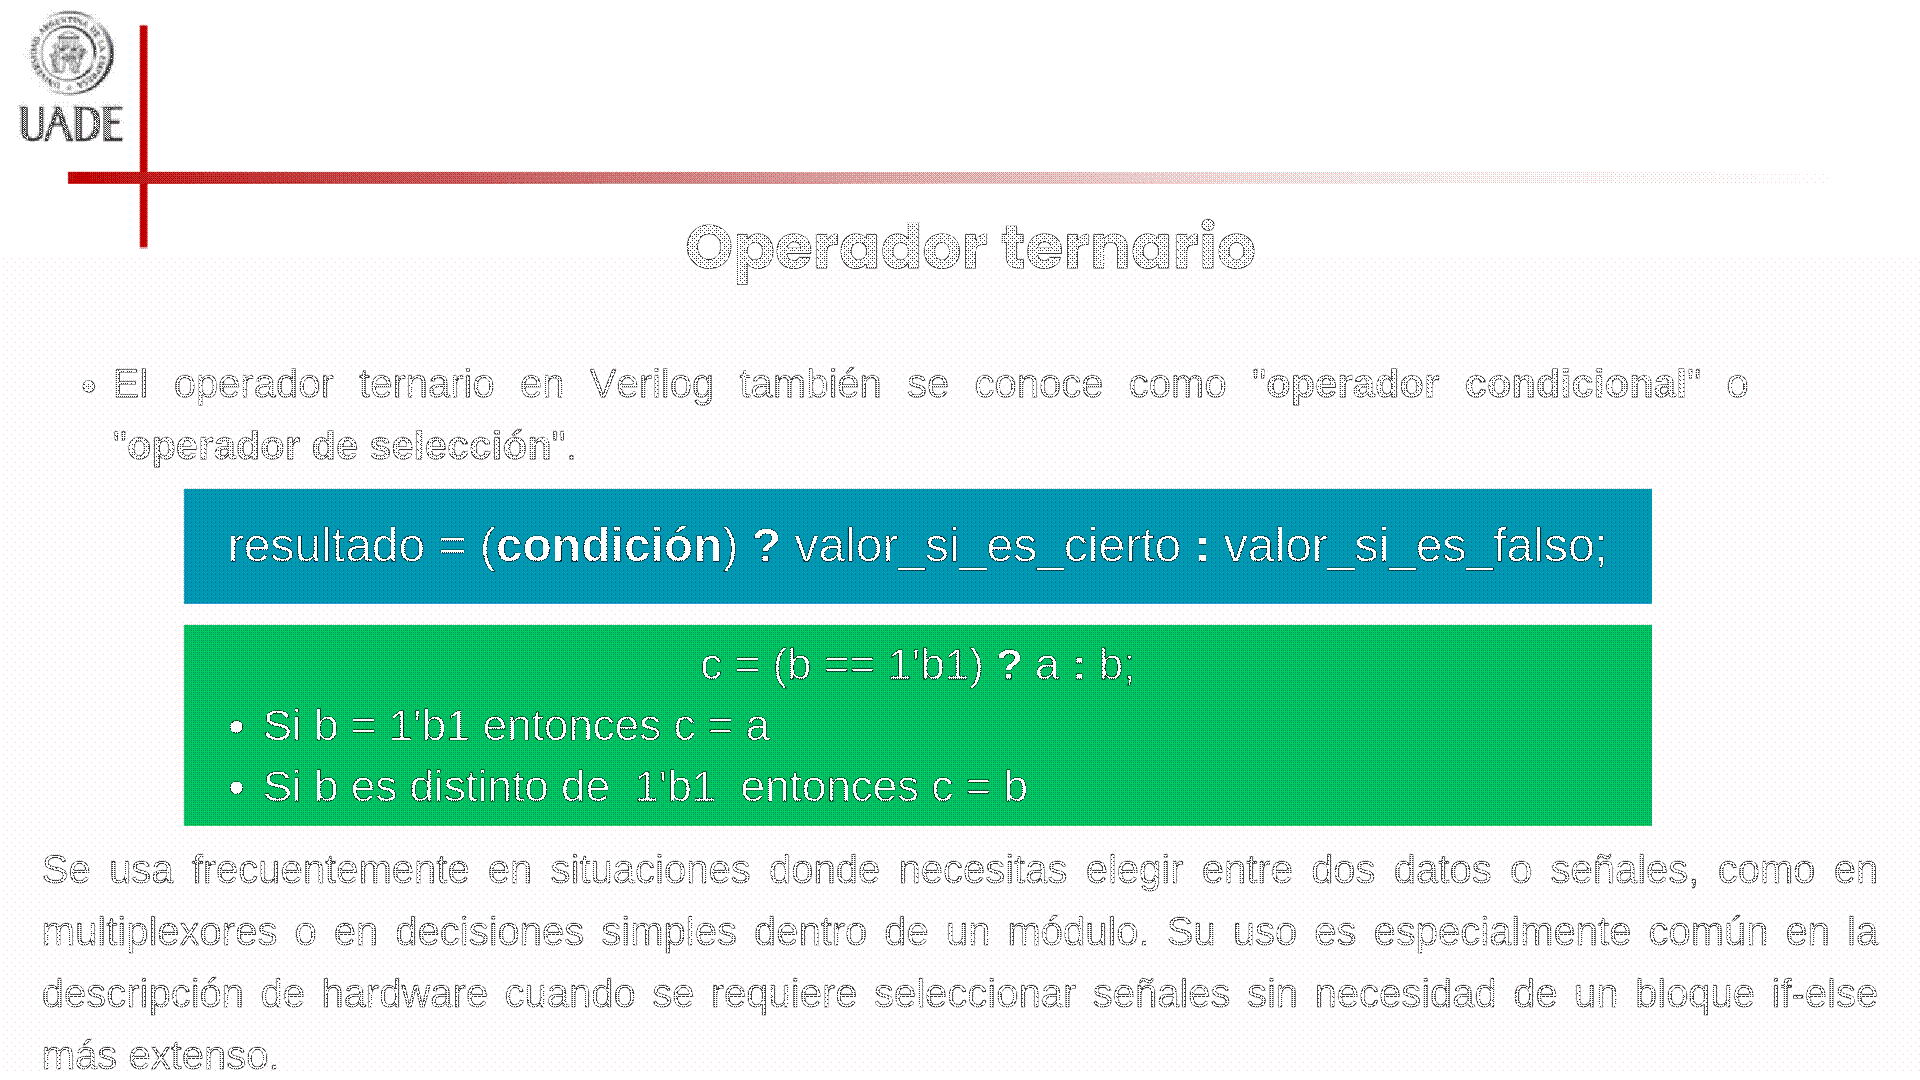 UADE
Operador ternario
• El operador ternario en Verilog también se conoce como "operador condicional" o
"operador de selección".
resultado = (condición) ? valor_si_es_cierto : valor_si_es_falso;
c = (b == 1'b1) ? a : b;
• Si b = 1'b1 entonces c = a
• Si b es distinto de 1'b1 entonces c = b
Se usa frecuentemente en situaciones donde necesitas elegir entre dos datos o señales, como en
multiplexores o en decisiones simples dentro de un módulo. Su uso es especialmente común en la
descripción de hardware cuando se requiere seleccionar señales sin necesidad de un bloque if-else
más extenso.